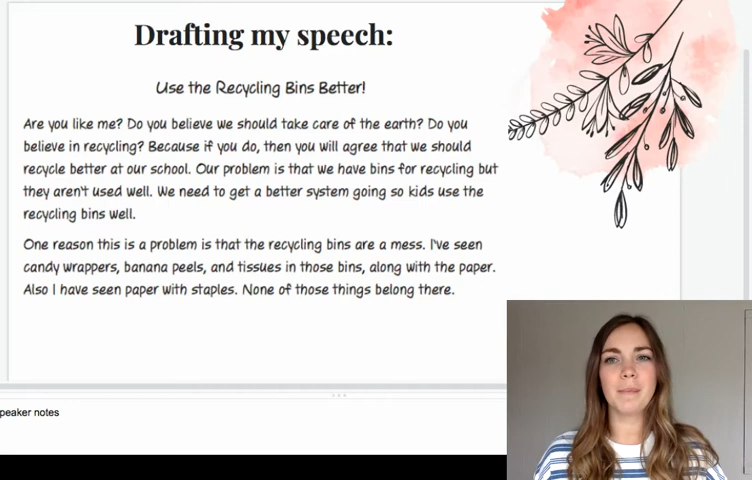 Drafting my speech:
Use the Recycling Bins Better!
Are you like me? Do you believe we should take care of the earth? Do you
believe in recycling? Because if you do, then you will agree that we should
recycle better at our school. Our problem is that we have bins for recycling but
they aren't used well. We need to get a better system going so kids use the
recycling bins well.
One reason this is a problem is that the recycling bins are a mess. I've seen
candy wrappers, banana peels, and tissues in those bins, along with the paper.
Also I have seen paper with staples. None of those things belong there.
peaker notes